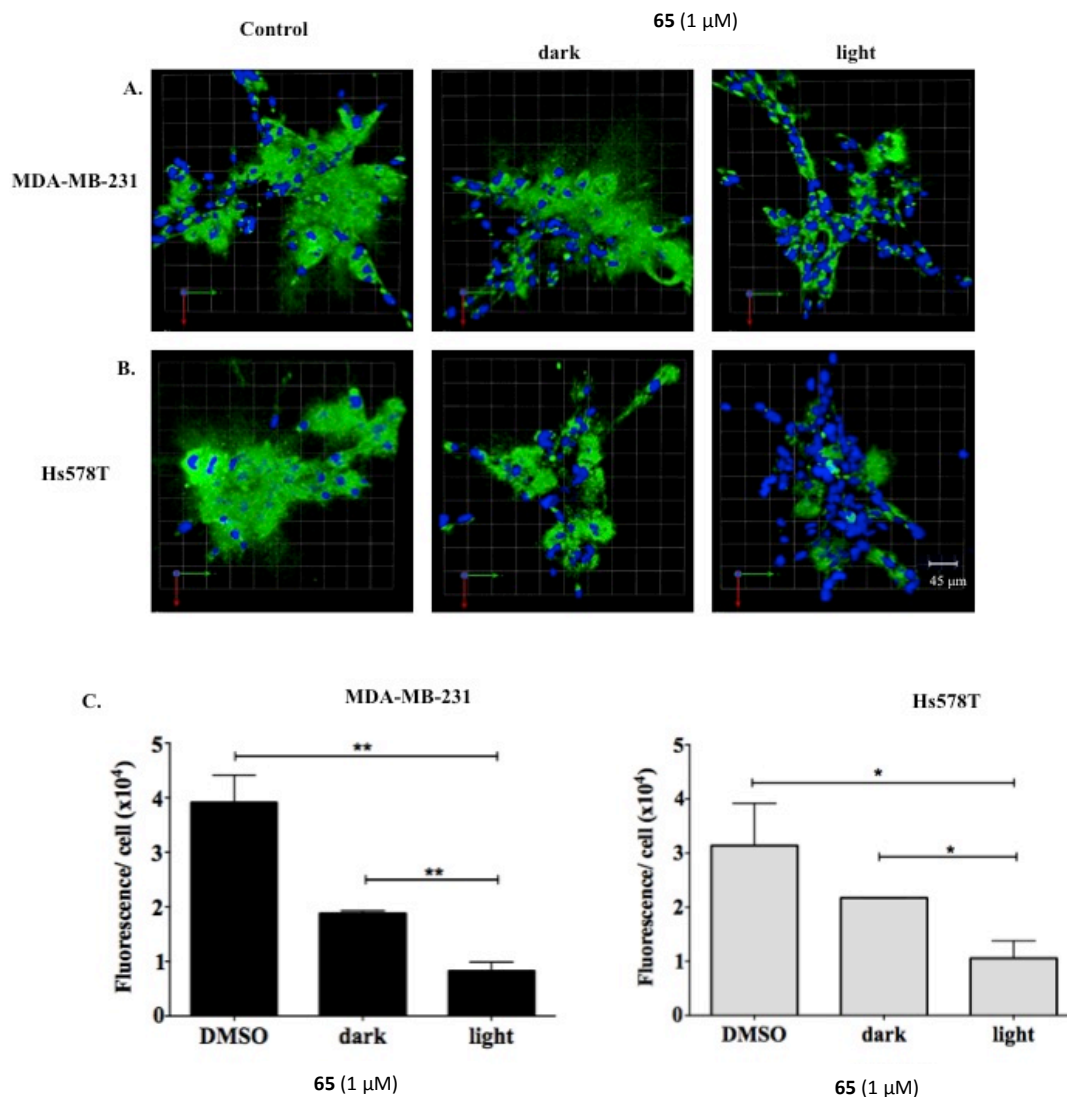 65 (1 µM)
Control
dark
light
A.
MDA-MB-231
B.
Hs578T
45 µm
C.
MDA-MB-231
Fluorescence/ cell (x10⁴)
5
4
3
2
1
0
**
**
DMSO
dark
light
65 (1 µM)
Hs578T
Fluorescence/ cell (x10⁴)
5
4
3
2
1
0
*
*
DMSO
dark
light
65 (1 µM)